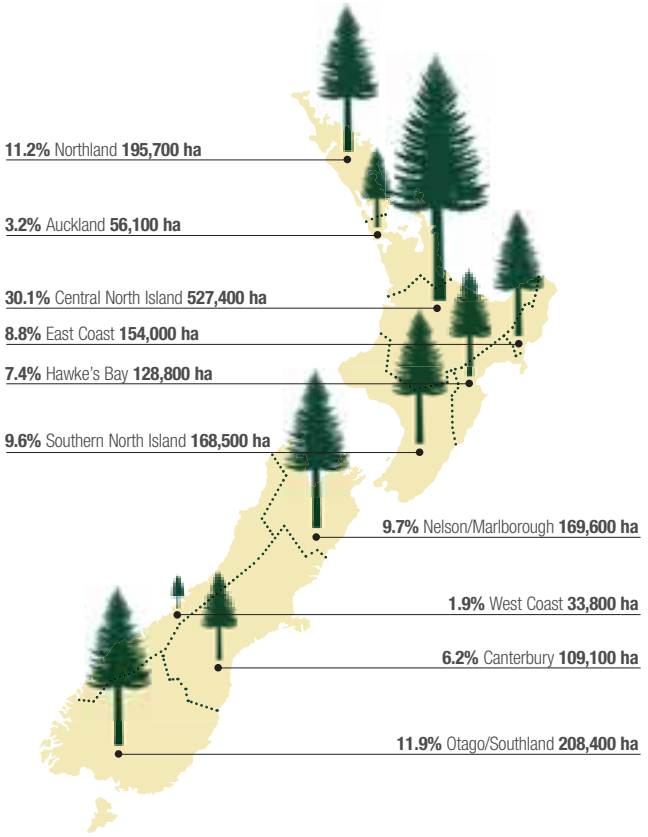 11.2% Northland 195,700 ha
3.2% Auckland 56,100 ha
30.1% Central North Island 527,400 ha
8.8% East Coast 154,000 ha
7.4% Hawke's Bay 128,800 ha
9.6% Southern North Island 168,500 ha
9.7% Nelson/Marlborough 169,600 ha
1.9% West Coast 33,800 ha
6.2% Canterbury 109,100 ha
11.9% Otago/Southland 208,400 ha